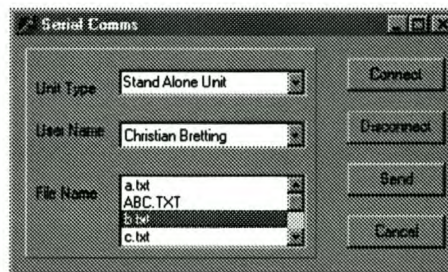 Serial Comms
Unit Type
Stand Alone Unit
Connect
User Name
Christian Bretting
Disconnect
File Name
a.txt
ABC.TXT
b.txt
c.txt
Send
Cancel